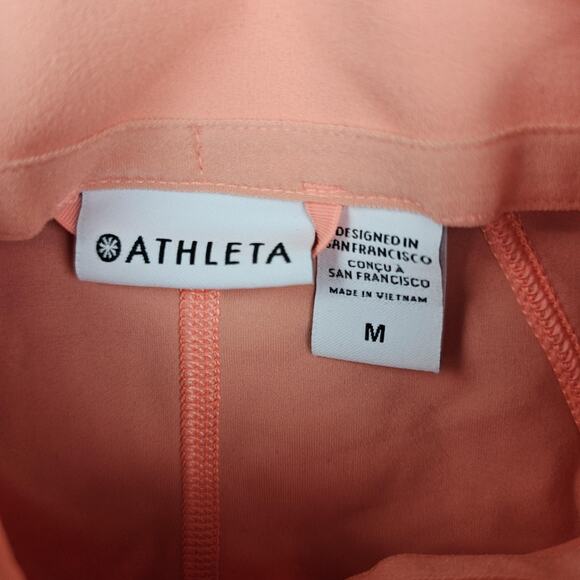 ATHLETA
DESIGNED IN
SAN FRANCISCO
CONÇU À
SAN FRANCISCO
MADE IN VIETNAM
M